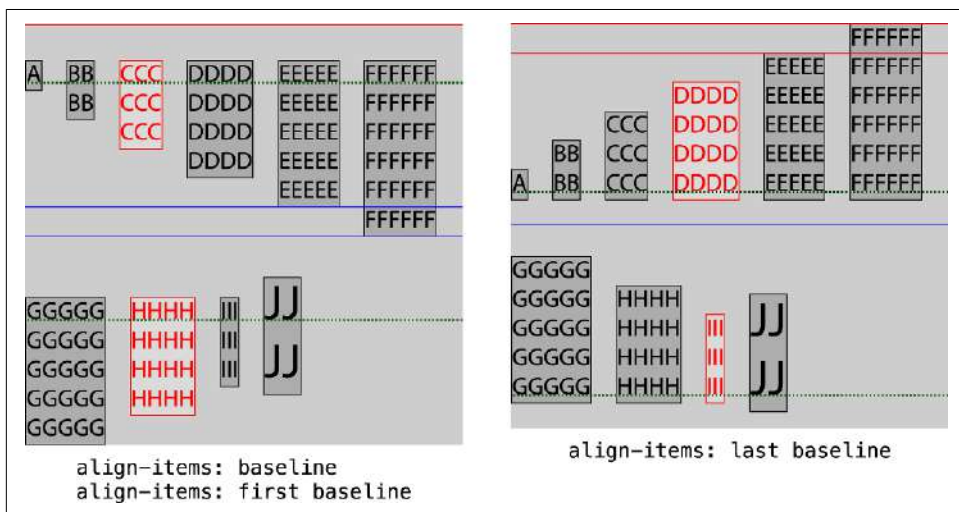 A BB CCC DDDD EEEEE FFFFFF
BB CCC DDDD EEEEE FFFFFF
CCC DDDD EEEEE FFFFFF
DDDD EEEEE FFFFFF
EEEEE FFFFFF
FFFFFF
GGGGG HHHH III JJ
GGGGG HHHH III
GGGGG HHHH III JJ
GGGGG HHHH
GGGGG
align-items: baseline
align-items: first baseline
FFFFFF
EEEEE FFFFFF
DDDD EEEEE FFFFFF
CCC DDDD EEEEE FFFFFF
BB CCC DDDD EEEEE FFFFFF
A BB CCC DDDD EEEEE FFFFFF
GGGGG
GGGGG HHHH
GGGGG HHHH III JJ
GGGGG HHHH III
GGGGG HHHH III JJ
align-items: last baseline